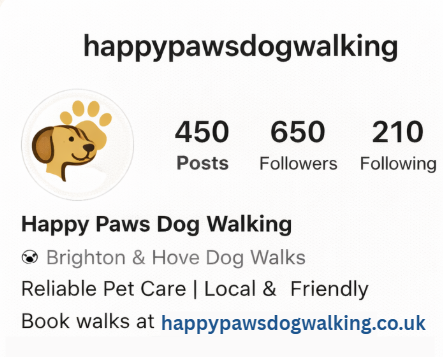 happypawsdogwalking
450 650 210
Posts Followers Following
Happy Paws Dog Walking
Brighton & Hove Dog Walks
Reliable Pet Care | Local & Friendly
Book walks at happypawsdogwalking.co.uk